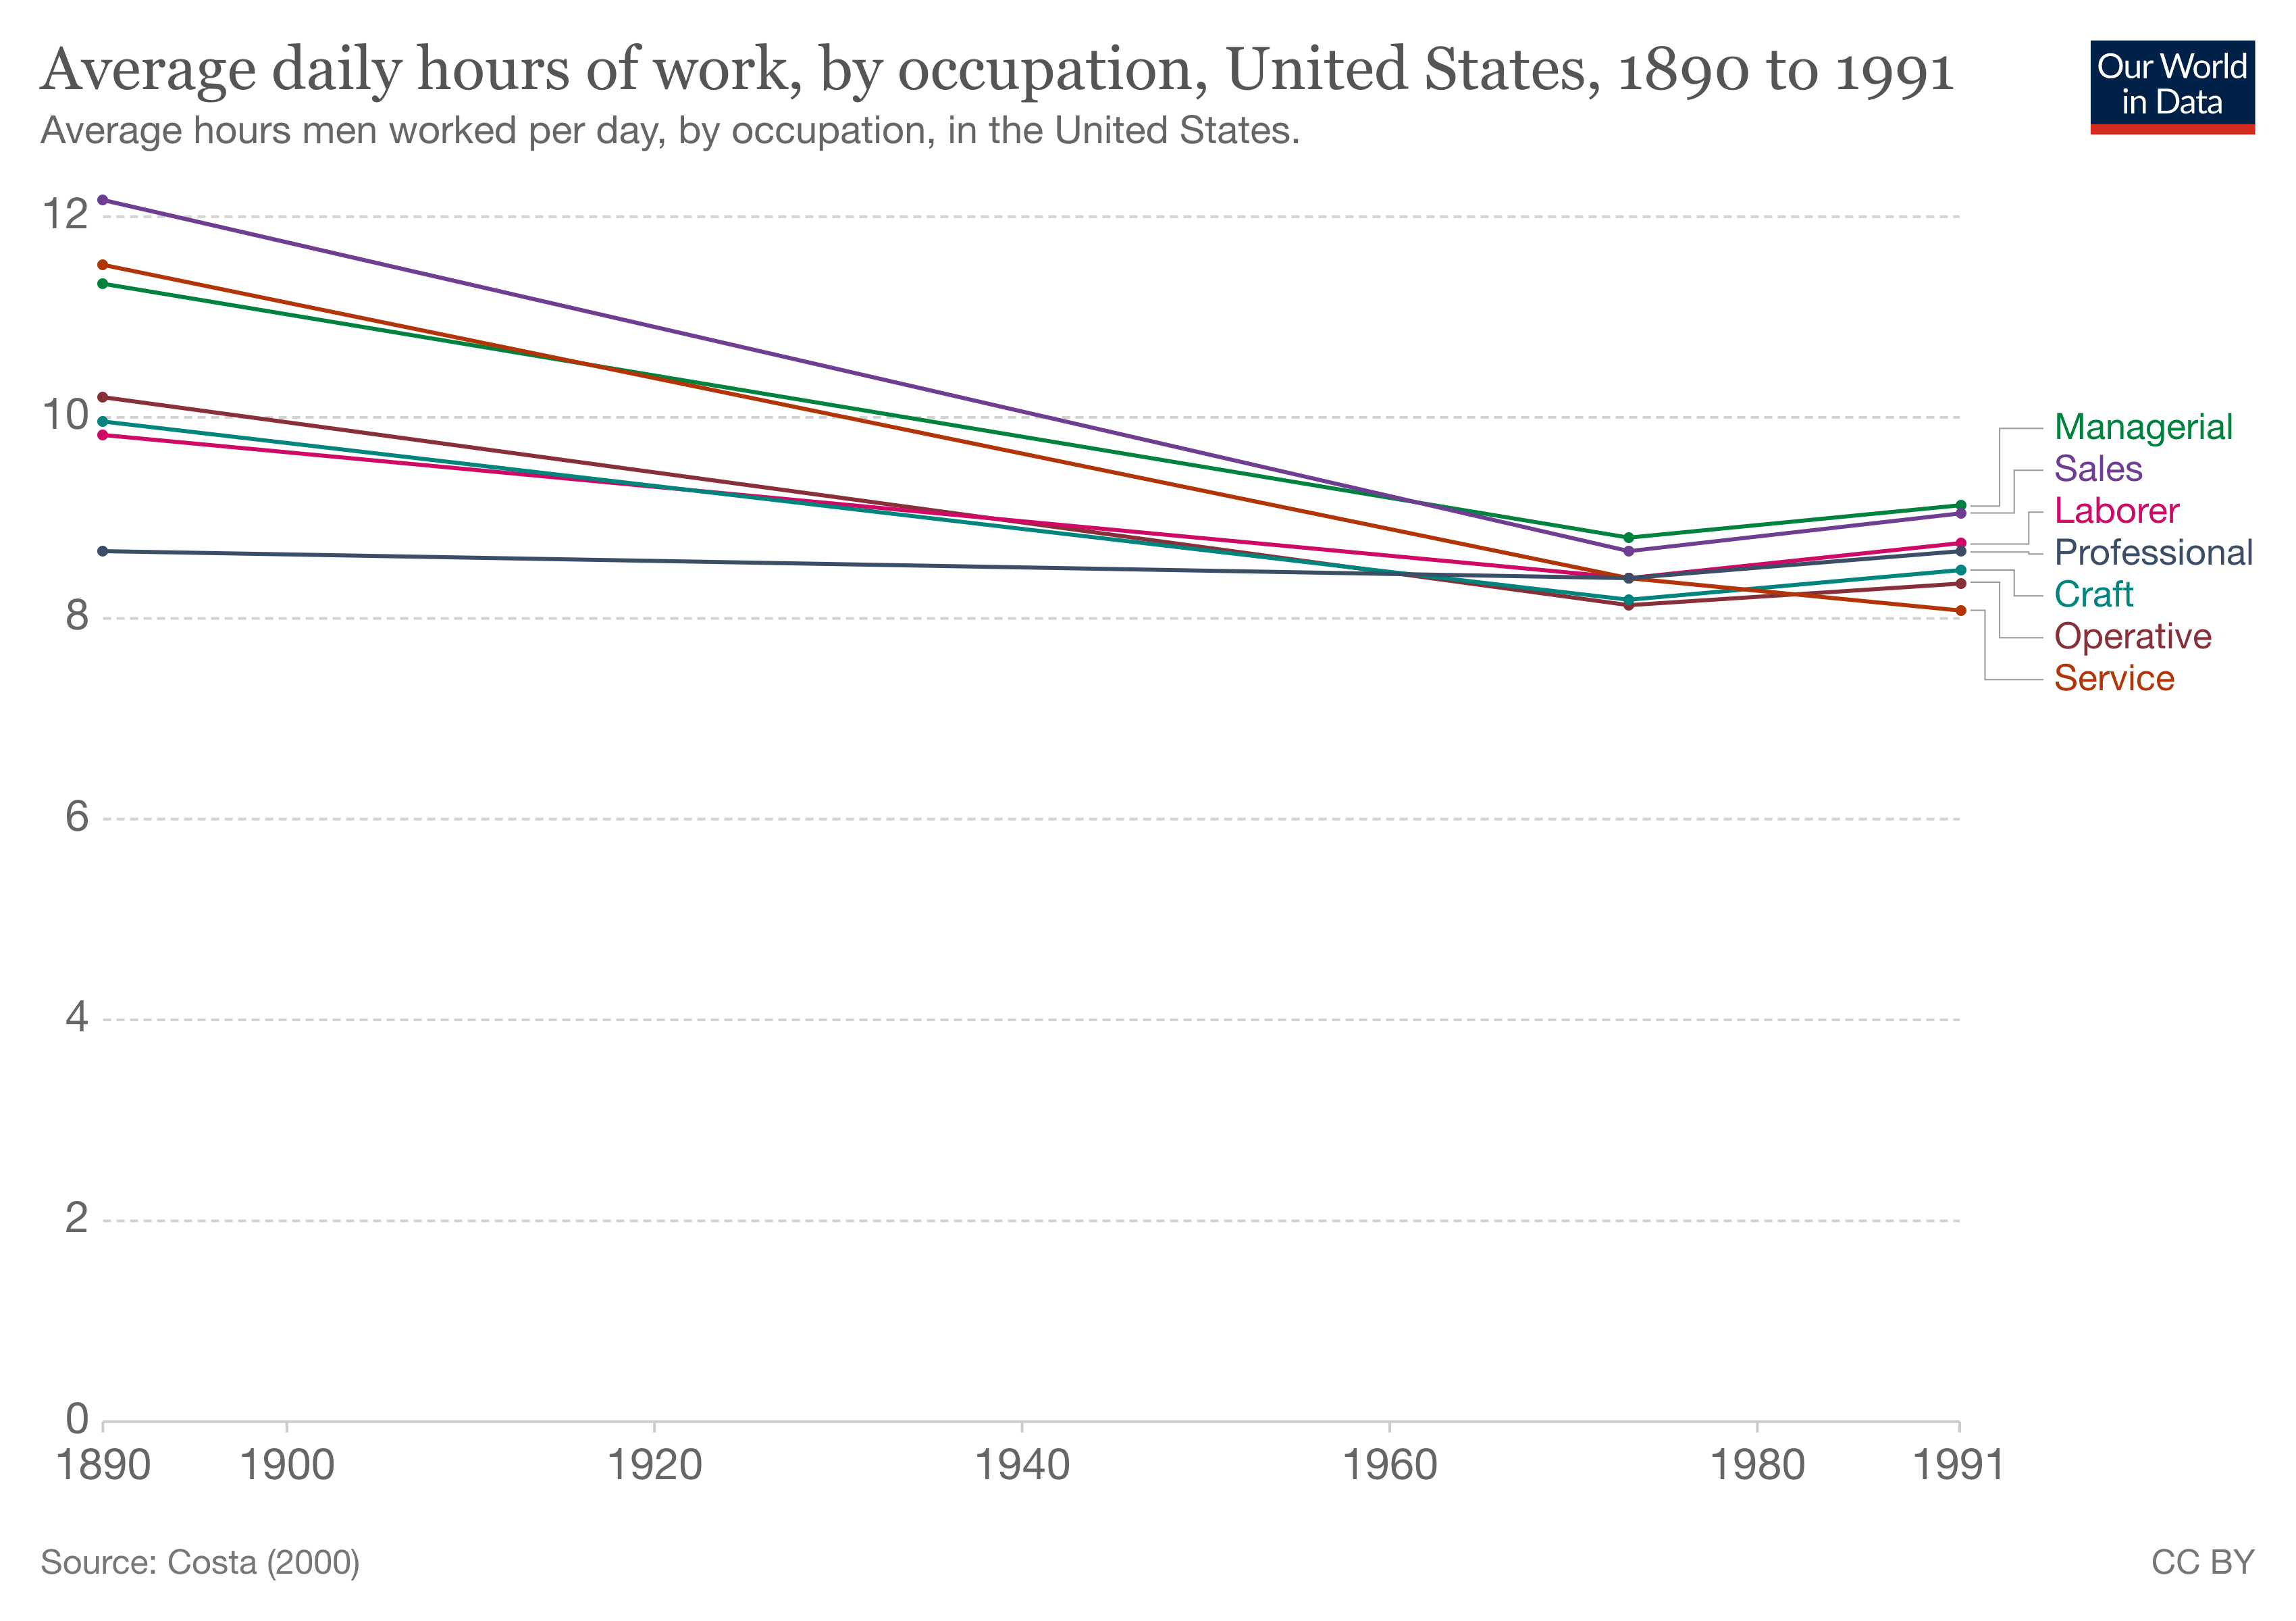 Average daily hours of work, by occupation, United States, 1890 to 1991
Average hours men worked per day, by occupation, in the United States.
Our World
in Data
12
10
8
6
4
2
0
Managerial
Sales
Laborer
Professional
Craft
Operative
Service
1890 1900 1920 1940 1960 1980 1991
Source: Costa (2000)
CC BY